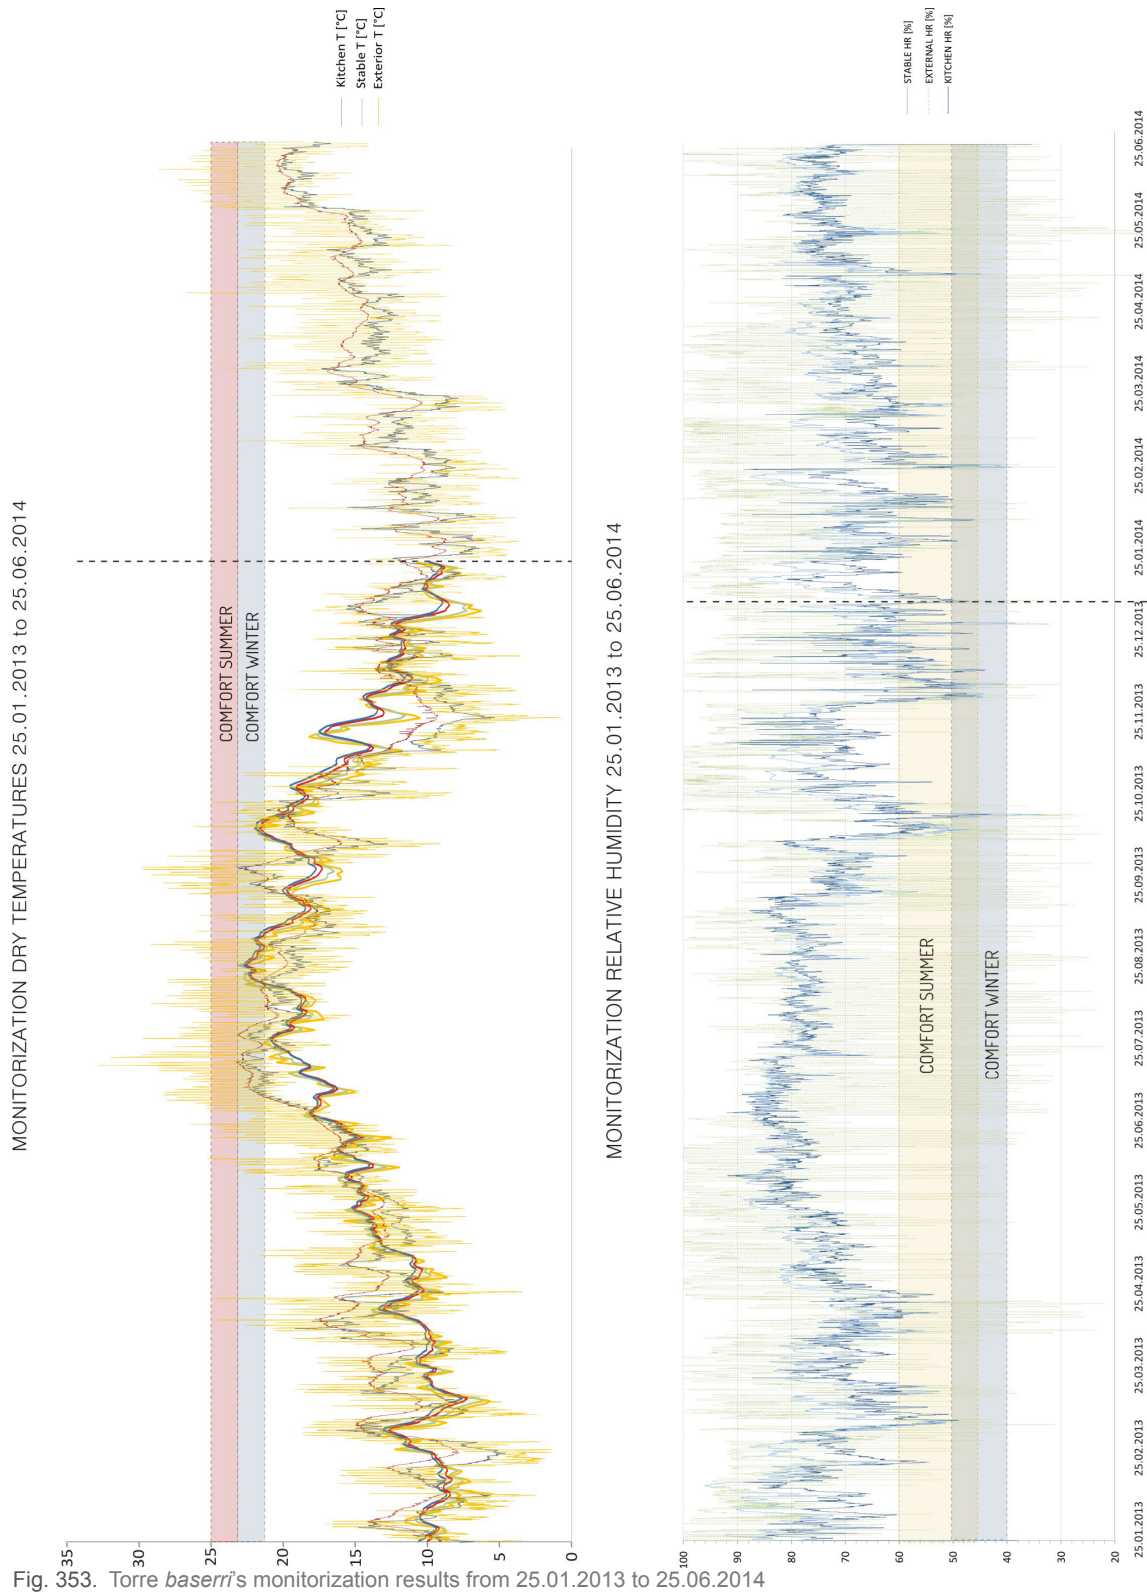 MONITORIZATION DRY TEMPERATURES 25.01.2013 to 25.06.2014
35
30
25
20
15
10
5
0
COMFORT SUMMER
COMFORT WINTER
Kitchen T [°C]
Stable T [°C]
Exterior T [°C]
MONITORIZATION RELATIVE HUMIDITY 25.01.2013 to 25.06.2014
100
90
80
70
60
50
40
30
20
COMFORT SUMMER
COMFORT WINTER
STABLE HR [%]
EXTERNAL HR [%]
KITCHEN HR [%]
25.01.2013
25.02.2013
25.03.2013
25.04.2013
25.05.2013
25.06.2013
25.07.2013
25.08.2013
25.09.2013
25.10.2013
25.11.2013
25.12.2013
25.01.2014
25.02.2014
25.03.2014
25.04.2014
25.05.2014
25.06.2014
Fig. 353. Torre baserri's monitorization results from 25.01.2013 to 25.06.2014